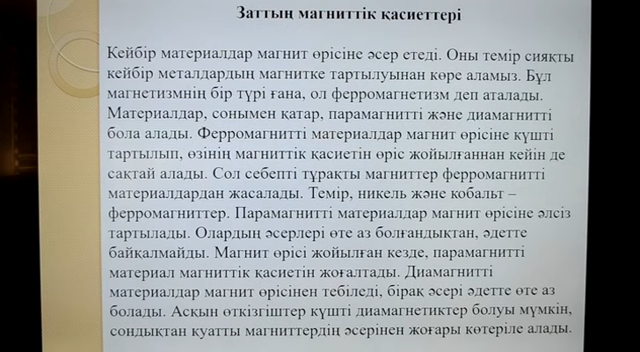 Заттың магниттік қасиеттері
Кейбір материалдар магнит өрісіне әсер етеді. Оны темір сияқты
кейбір металдардың магнитке тартылуынан көре аламыз. Бұл
магнетизмнің бір түрі ғана, ол ферромагнетизм деп аталады.
Материалдар, сонымен қатар, парамагнитті және диамагнитті
бола алады. Ферромагнитті материалдар магнит өрісіне күшті
тартылып, өзінің магниттік қасиетін өріс жойылғаннан кейін де
сақтай алады. Сол себепті тұрақты магниттер ферромагнитті
материалдардан жасалады. Темір, никель және кобальт –
ферромагниттер. Парамагнитті материалдар магнит өрісіне әлсіз
тартылады. Олардың әсерлері өте аз болғандықтан, әдетте
байқалмайды. Магнит өрісі жойылған кезде, парамагнитті
материал магниттік қасиетін жоғалтады. Диамагнитті
материалдар магнит өрісінен тебіледі, бірақ әсері әдетте өте аз
болады. Асқын өткізгіштер күшті диамагнетиктер болуы мүмкін,
сондықтан қуатты магниттердің әсерінен жоғары көтеріле алады.